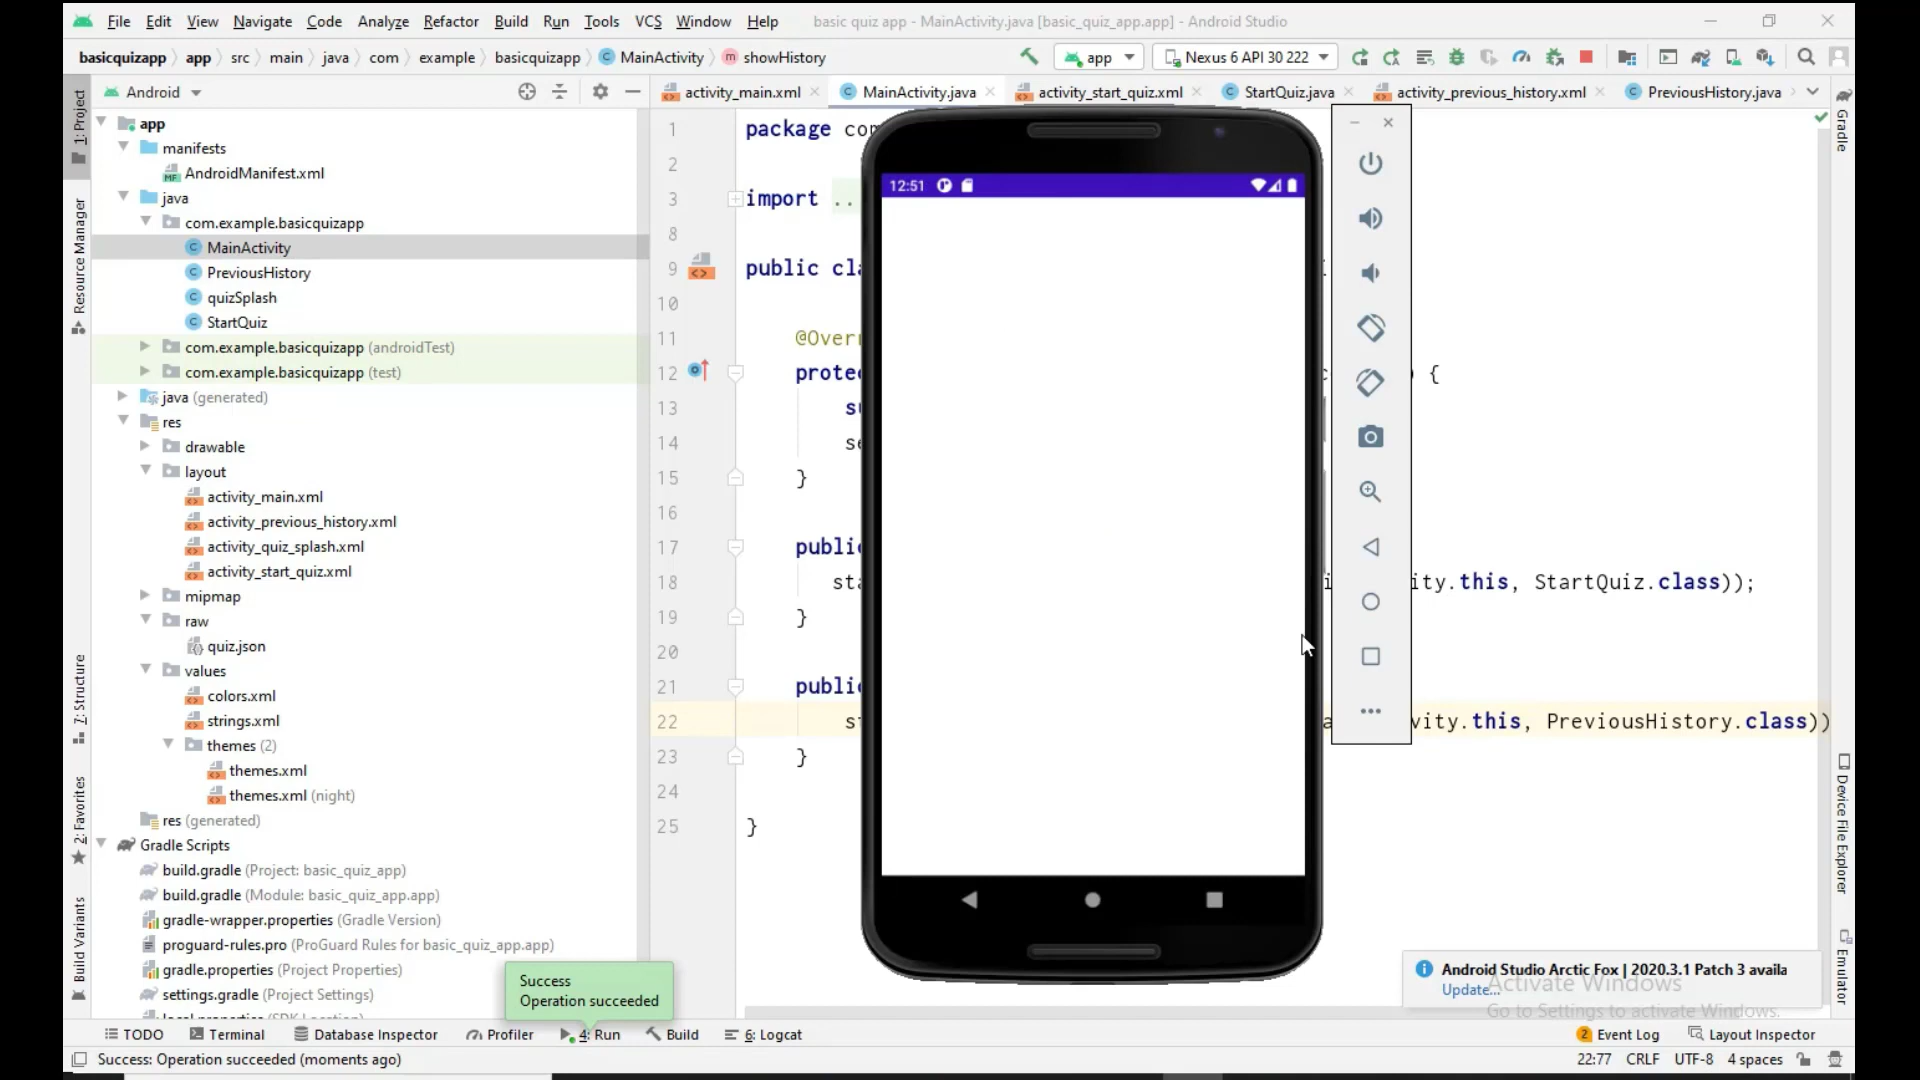 File Edit View Navigate Code Analyze Refactor Build Run Tools VCS Window Help basic quiz app - MainActivity.java [basic_quiz_app.app] - Android Studio
basicquizapp app src main java com example basicquizapp MainActivity showHistory app Nexus 6 API 30 222
Android activity_main.xml MainActivity.java activity_start_quiz.xml StartQuiz.java activity_previous_history.xml PreviousHistory.java
1: Project
Resource Manager
7: Structure
2: Favorites
Build Variants
app
manifests
AndroidManifest.xml
java
com.example.basicquizapp
MainActivity
PreviousHistory
quizSplash
StartQuiz
com.example.basicquizapp (androidTest)
com.example.basicquizapp (test)
java (generated)
res
drawable
layout
activity_main.xml
activity_previous_history.xml
activity_quiz_splash.xml
activity_start_quiz.xml
mipmap
raw
quiz.json
values
colors.xml
strings.xml
themes (2)
themes.xml
themes.xml (night)
res (generated)
Gradle Scripts
build.gradle (Project: basic_quiz_app)
build.gradle (Module: basic_quiz_app.app)
gradle-wrapper.properties (Gradle Version)
proguard-rules.pro (ProGuard Rules for basic_quiz_app.app)
gradle.properties (Project Properties)
settings.gradle (Project Settings)
1 package com
2
3 import ..
8
9 public cla
10
11 @Over
12 prote ) {
13 su
14 se
15 }
16
17 public
18 sta ity.this, StartQuiz.class));
19 }
20
21 public
22 st vity.this, PreviousHistory.class))
23 }
24
25 }
12:51
Gradle
Device File Explorer
Emulator
Success
Operation succeeded
Android Studio Arctic Fox | 2020.3.1 Patch 3 availa
Update...
Activate Windows
Go to Settings to activate Windows.
TODO Terminal Database Inspector Profiler 4: Run Build 6: Logcat 2 Event Log Layout Inspector
Success: Operation succeeded (moments ago) 22:77 CRLF UTF-8 4 spaces